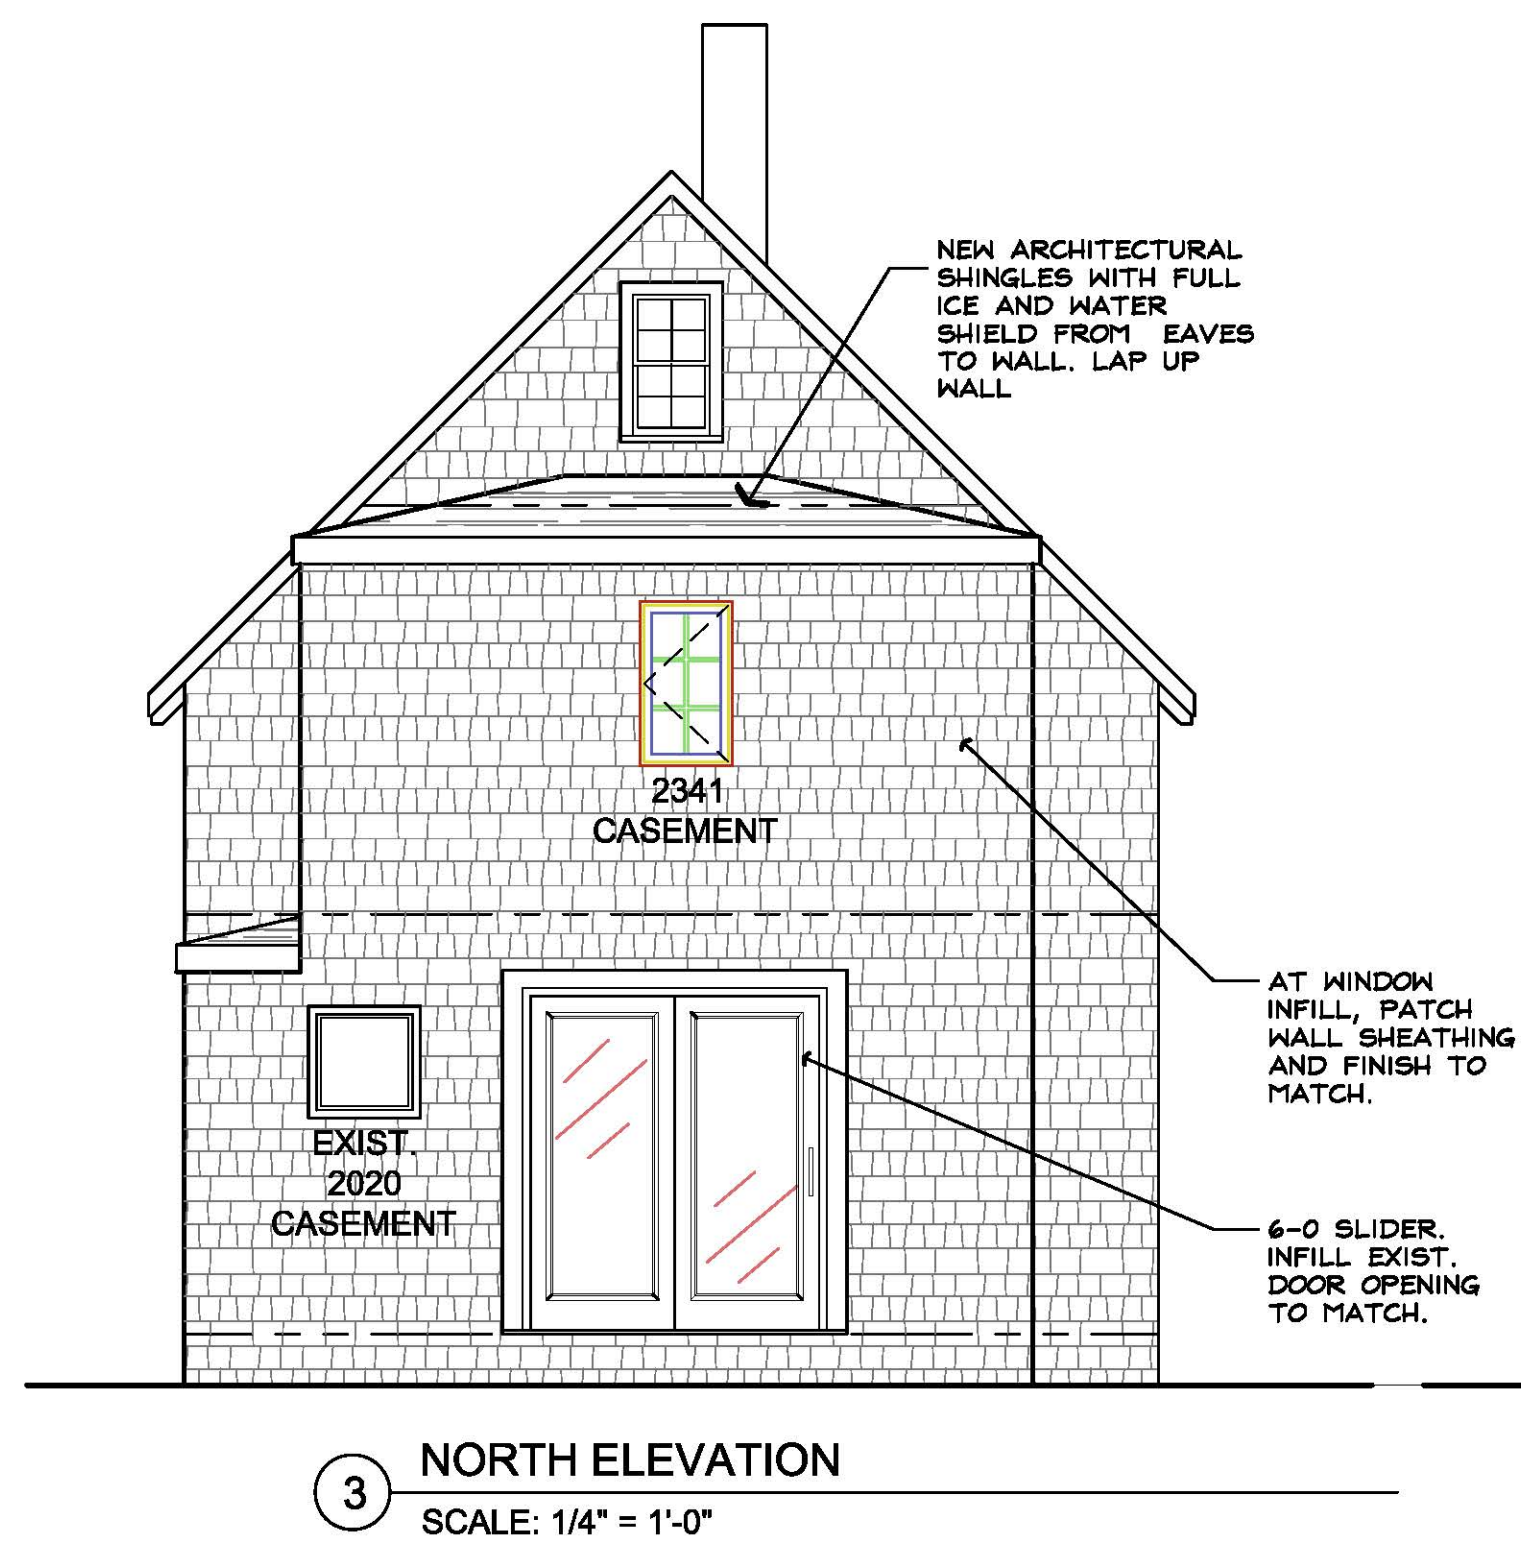 NEW ARCHITECTURAL
SHINGLES WITH FULL
ICE AND WATER
SHIELD FROM EAVES
TO WALL. LAP UP
WALL
2341
CASEMENT
AT WINDOW
INFILL, PATCH
WALL SHEATHING
AND FINISH TO
MATCH.
EXIST.
2020
CASEMENT
6-0 SLIDER.
INFILL EXIST.
DOOR OPENING
TO MATCH.
3
NORTH ELEVATION
SCALE: 1/4" = 1'-0"